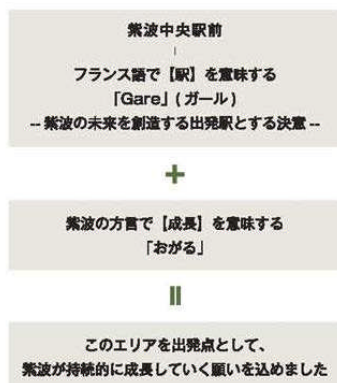 紫波中央駅前
|
フランス語で【駅】を意味する
「Gare」(ガール)
-- 紫波の未来を創造する出発駅とする決意 --
+
紫波の方言で【成長】を意味する
「おがる」
||
このエリアを出発点として、
紫波が持続的に成長していく願いを込めました